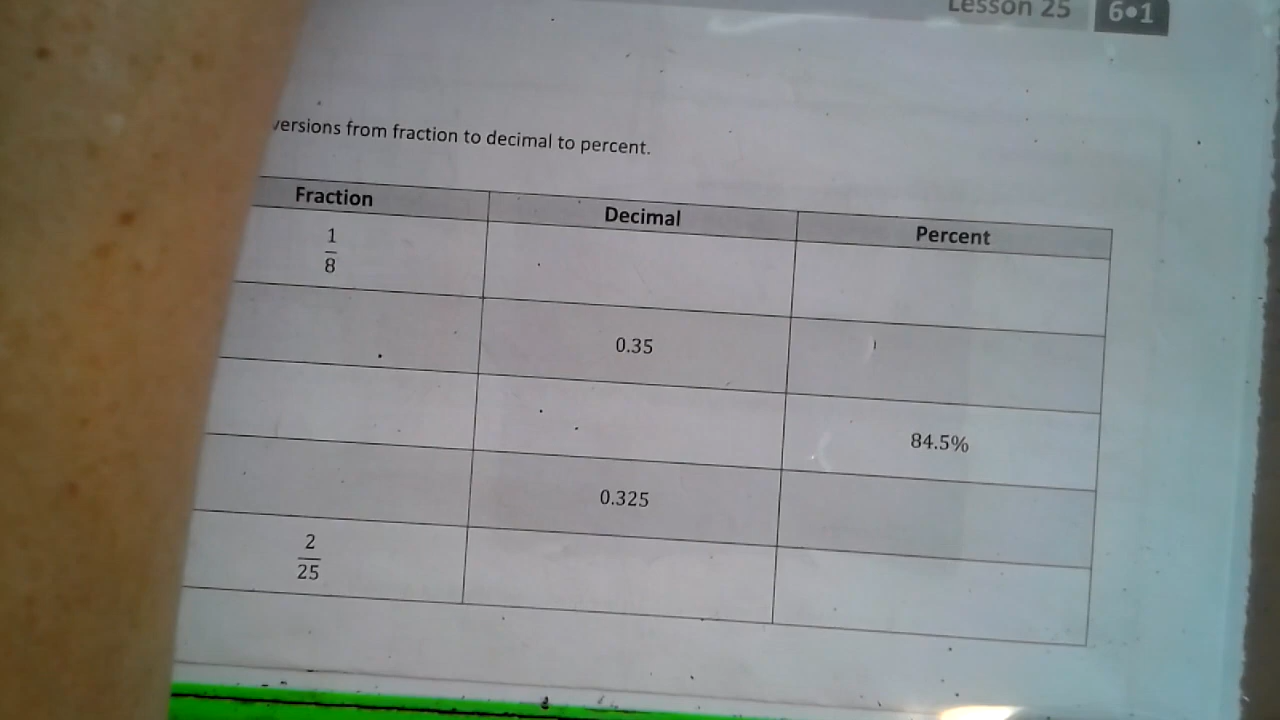 Lesson 25 6•1
versions from fraction to decimal to percent.
Fraction Decimal Percent
1/8
0.35
84.5%
0.325
2/25